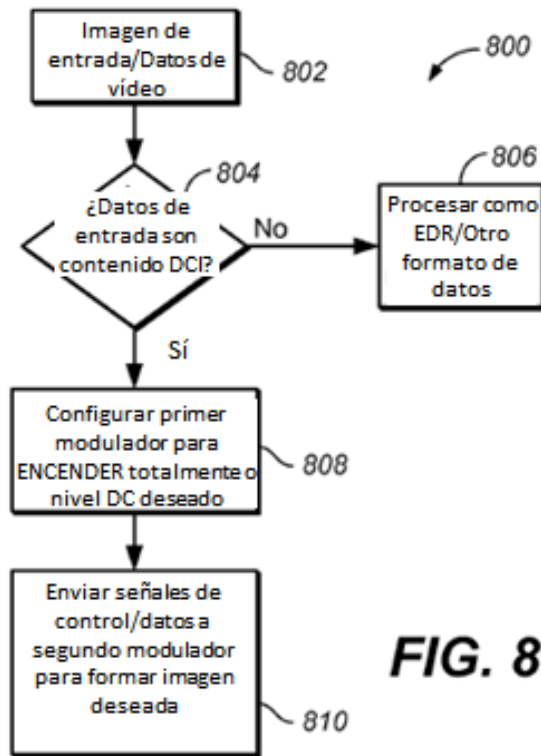 Imagen de
entrada/Datos de
vídeo
802
800
804
¿Datos de
entrada son
contenido DCI?
No
806
Procesar como
EDR/Otro
formato de
datos
Sí
Configurar primer
modulador para
ENCENDER totalmente o
nivel DC deseado
808
Enviar señales de
control/datos a
segundo modulador
para formar imagen
deseada
810
FIG. 8